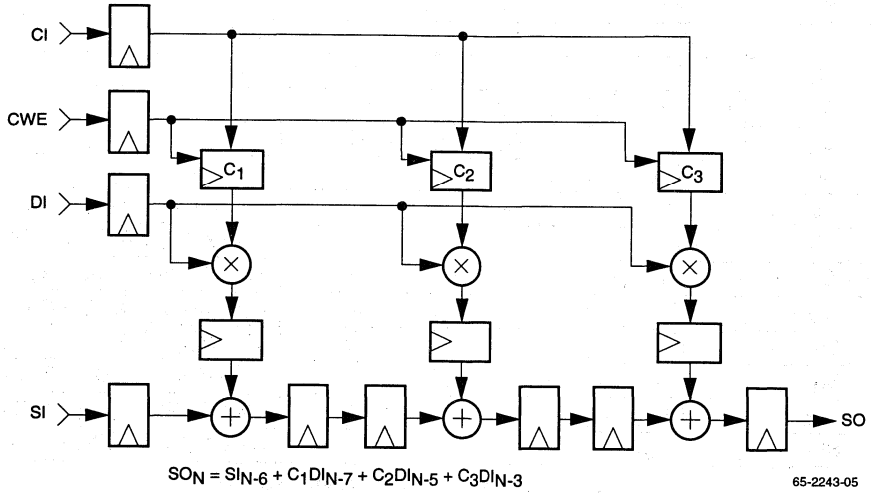 CI
CWE
C1
C2
C3
DI
×
×
×
SI
+
+
+
SO
SON = SIN-6 + C1DIN-7 + C2DIN-5 + C3DIN-3
65-2243-05